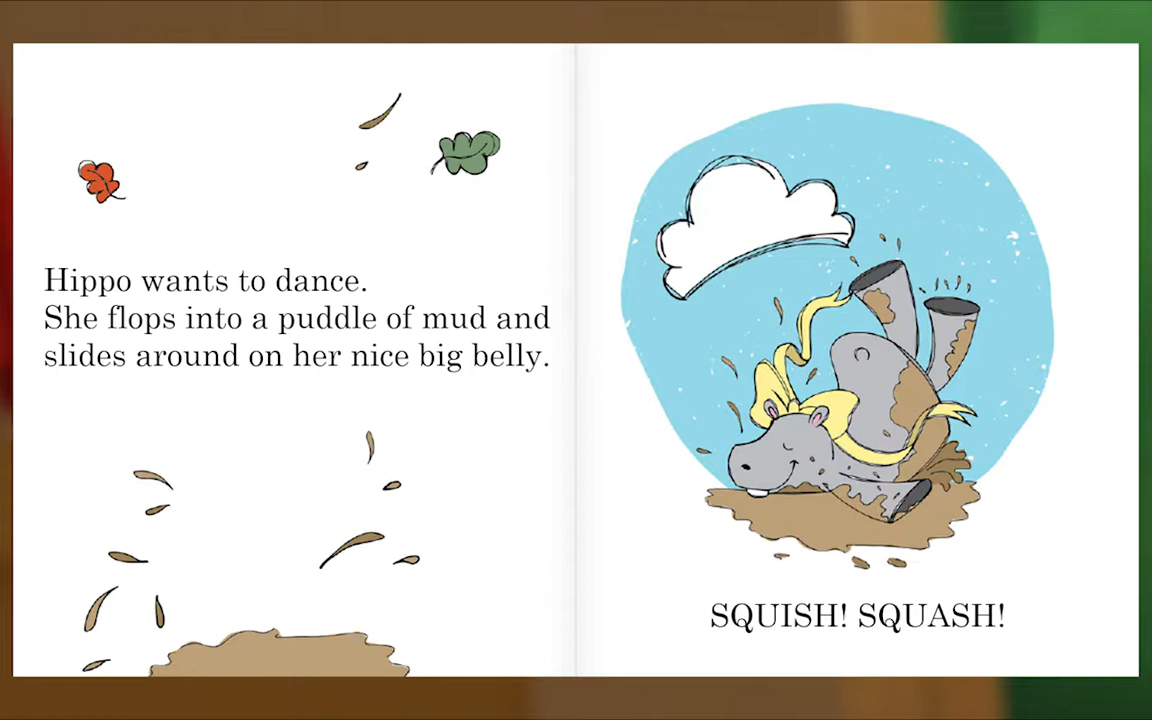 Hippo wants to dance.
She flops into a puddle of mud and
slides around on her nice big belly.
SQUISH! SQUASH!